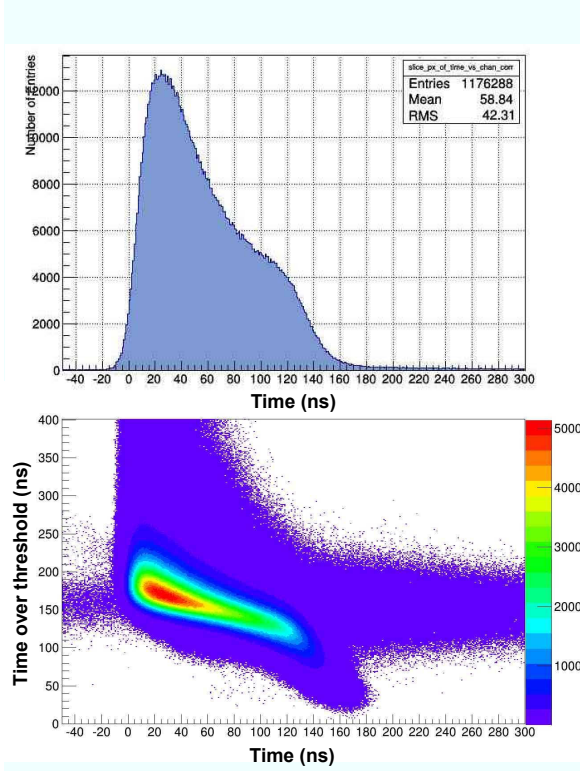 slice_px_of_time_vs_chan_corr
Entries 1176288
Mean 58.84
RMS 42.31
Number of Entries
12000
10000
8000
6000
4000
2000
0
-40 -20 0 20 40 60 80 100 120 140 160 180 200 220 240 260 280 300
Time (ns)
Time over threshold (ns)
400
350
300
250
200
150
100
50
0
5000
4000
3000
2000
1000
-40 -20 0 20 40 60 80 100 120 140 160 180 200 220 240 260 280 300
Time (ns)